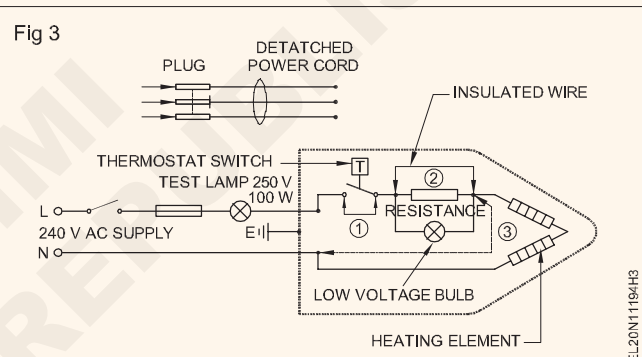 Fig 3
PLUG
DETATCHED
POWER CORD
INSULATED WIRE
THERMOSTAT SWITCH
T
TEST LAMP 250 V
100 W
2
L
RESISTANCE
1
3
240 V AC SUPPLY
E
N
LOW VOLTAGE BULB
HEATING ELEMENT
EL20N11194H3
REPUBLIS